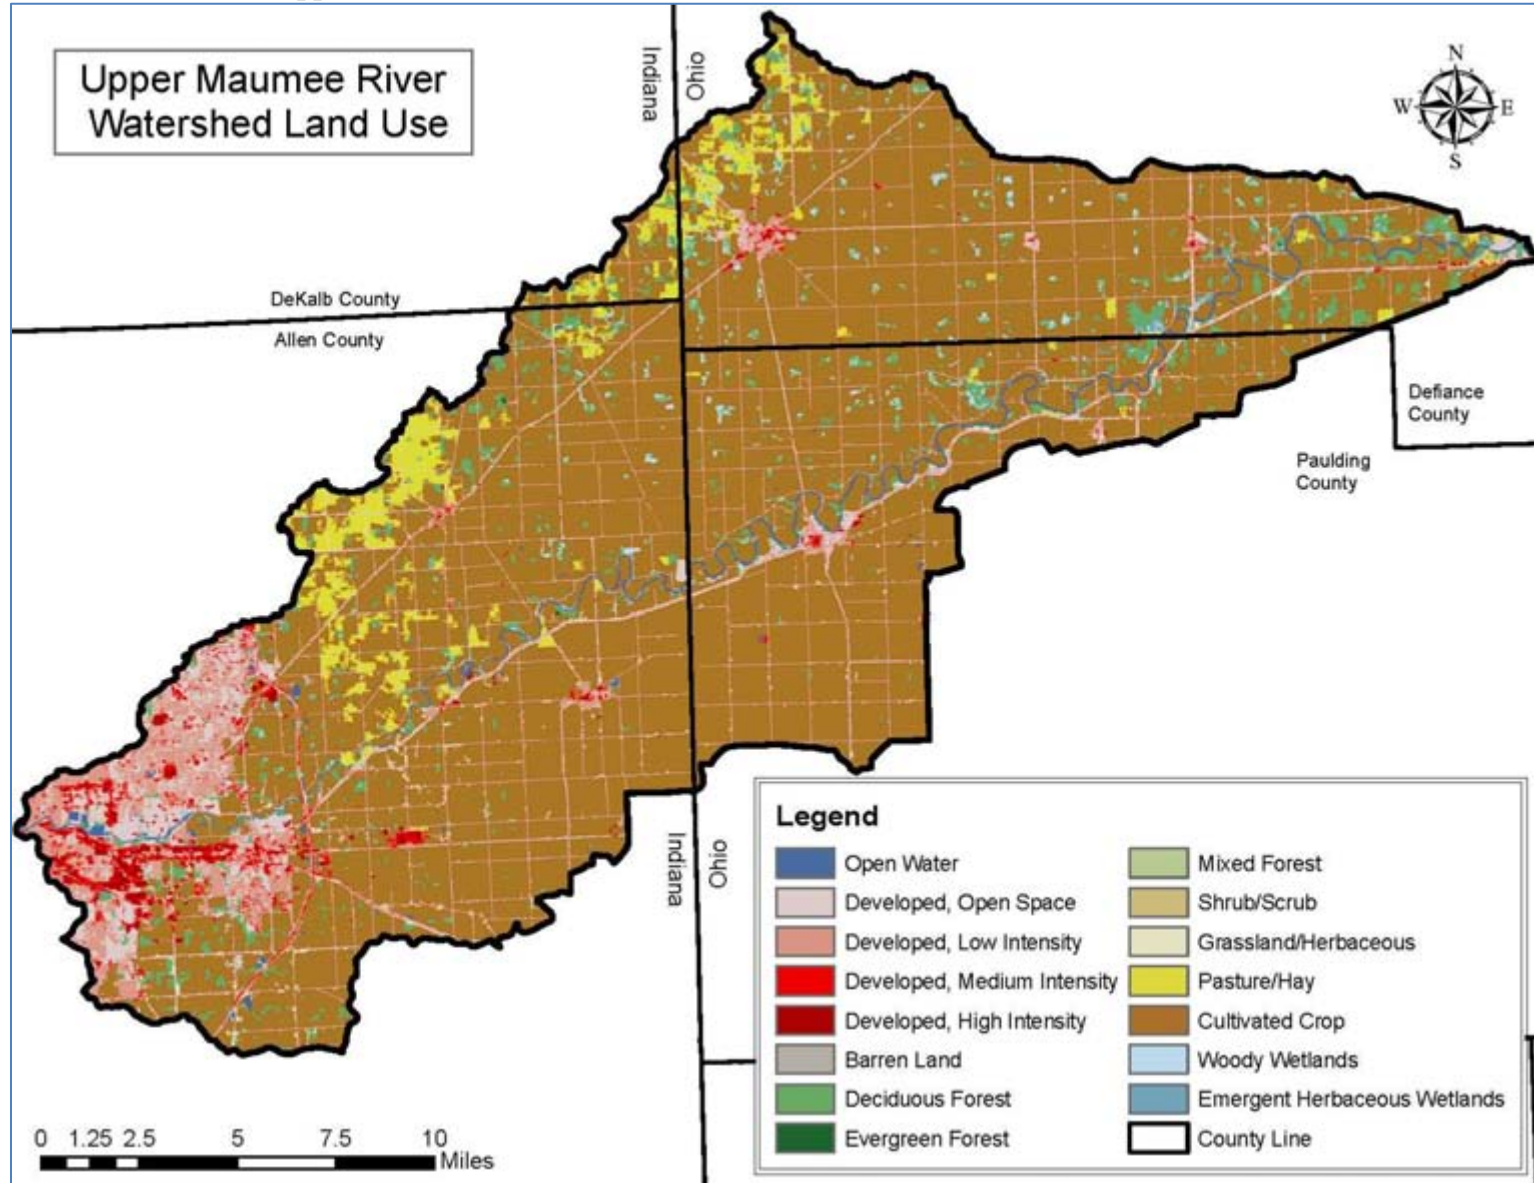 Upper Maumee River
Watershed Land Use
Indiana
Ohio
N
W
E
S
DeKalb County
Allen County
Defiance
County
Paulding
County
Indiana
Ohio
Legend
Open Water
Developed, Open Space
Developed, Low Intensity
Developed, Medium Intensity
Developed, High Intensity
Barren Land
Deciduous Forest
Evergreen Forest
Mixed Forest
Shrub/Scrub
Grassland/Herbaceous
Pasture/Hay
Cultivated Crop
Woody Wetlands
Emergent Herbaceous Wetlands
County Line
0 1.25 2.5 5 7.5 10
Miles